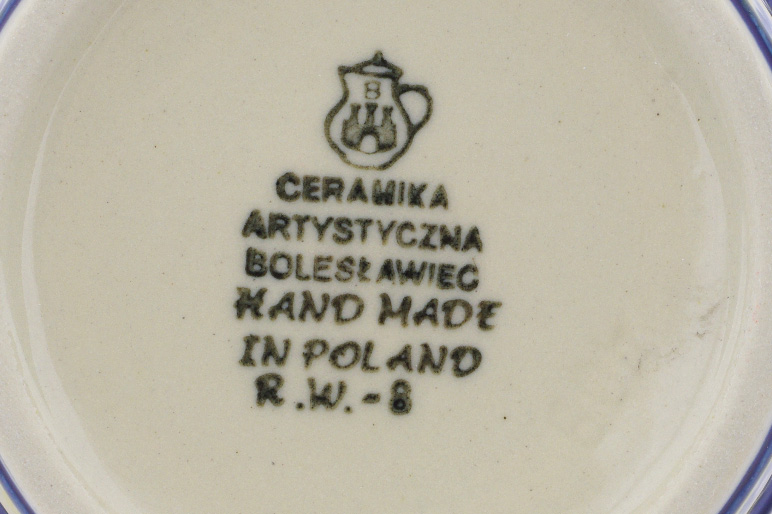 B
CERAMIKA
ARTYSTYCZNA
BOLESŁAWIEC
HAND MADE
IN POLAND
R.W.-8